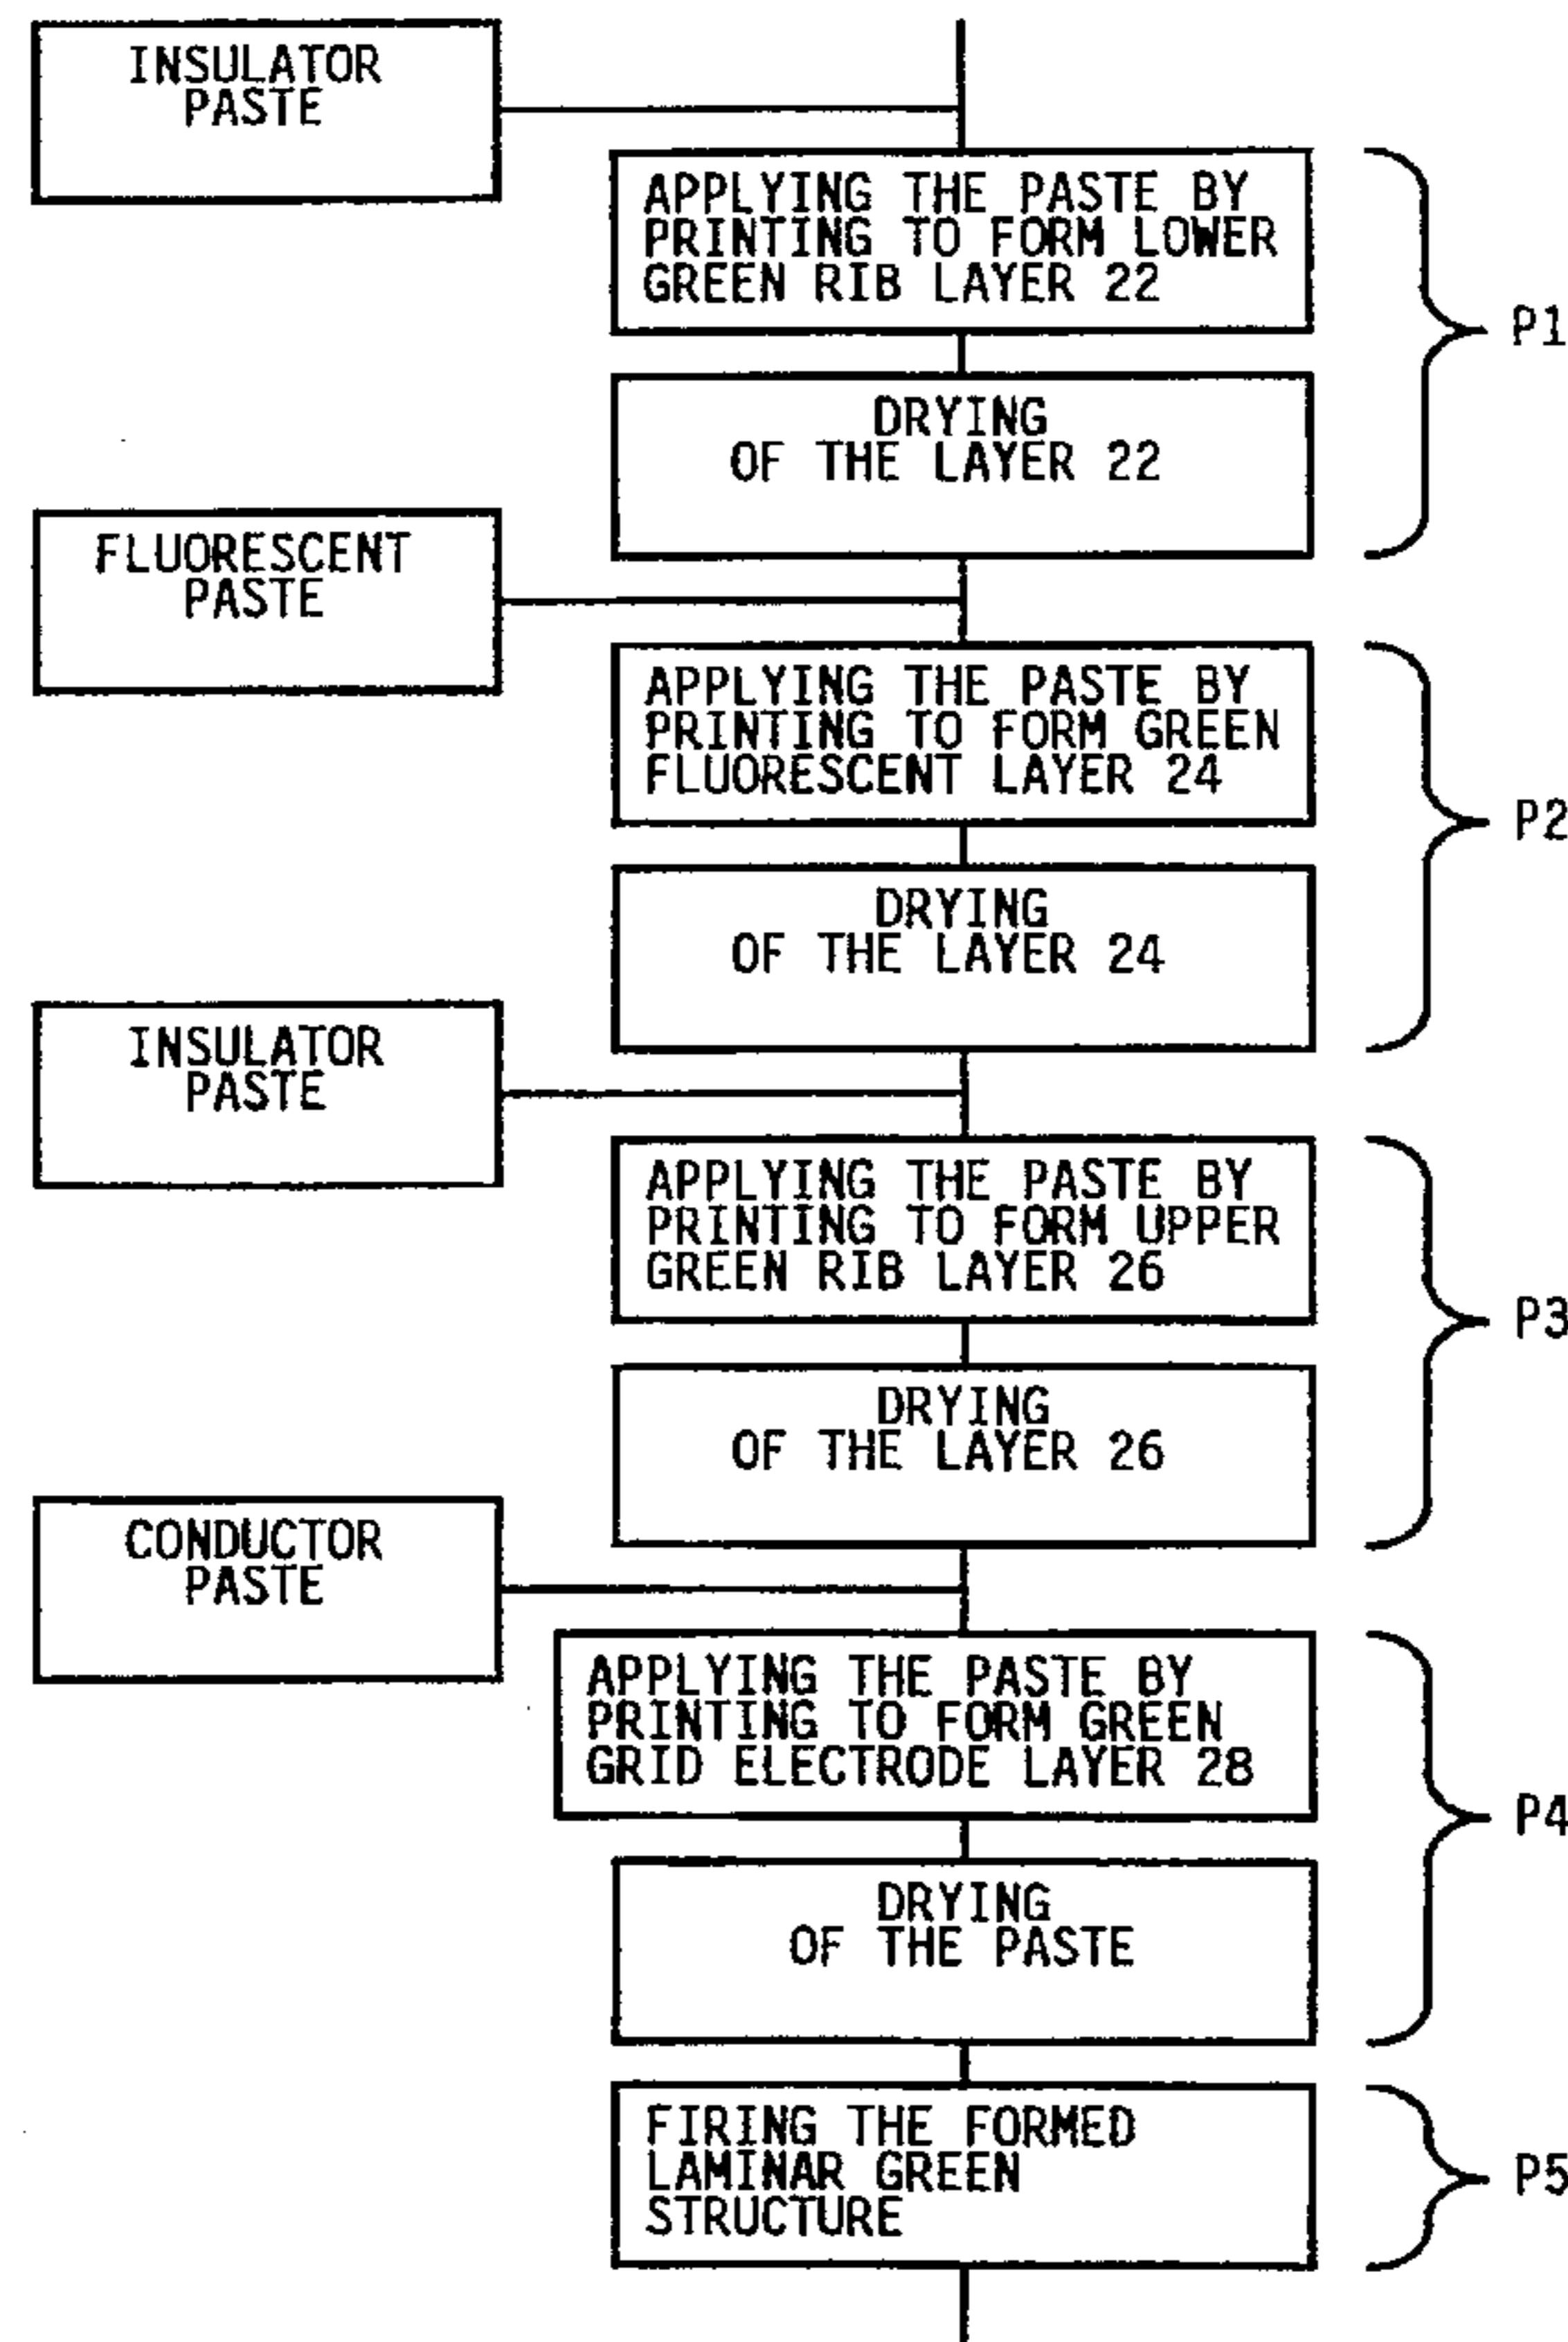 INSULATOR
PASTE
APPLYING THE PASTE BY
PRINTING TO FORM LOWER
GREEN RIB LAYER 22
P1
DRYING
OF THE LAYER 22
FLUORESCENT
PASTE
APPLYING THE PASTE BY
PRINTING TO FORM GREEN
FLUORESCENT LAYER 24
P2
DRYING
OF THE LAYER 24
INSULATOR
PASTE
APPLYING THE PASTE BY
PRINTING TO FORM UPPER
GREEN RIB LAYER 26
P3
DRYING
OF THE LAYER 26
CONDUCTOR
PASTE
APPLYING THE PASTE BY
PRINTING TO FORM GREEN
GRID ELECTRODE LAYER 28
P4
DRYING
OF THE PASTE
FIRING THE FORMED
LAMINAR GREEN
STRUCTURE
P5